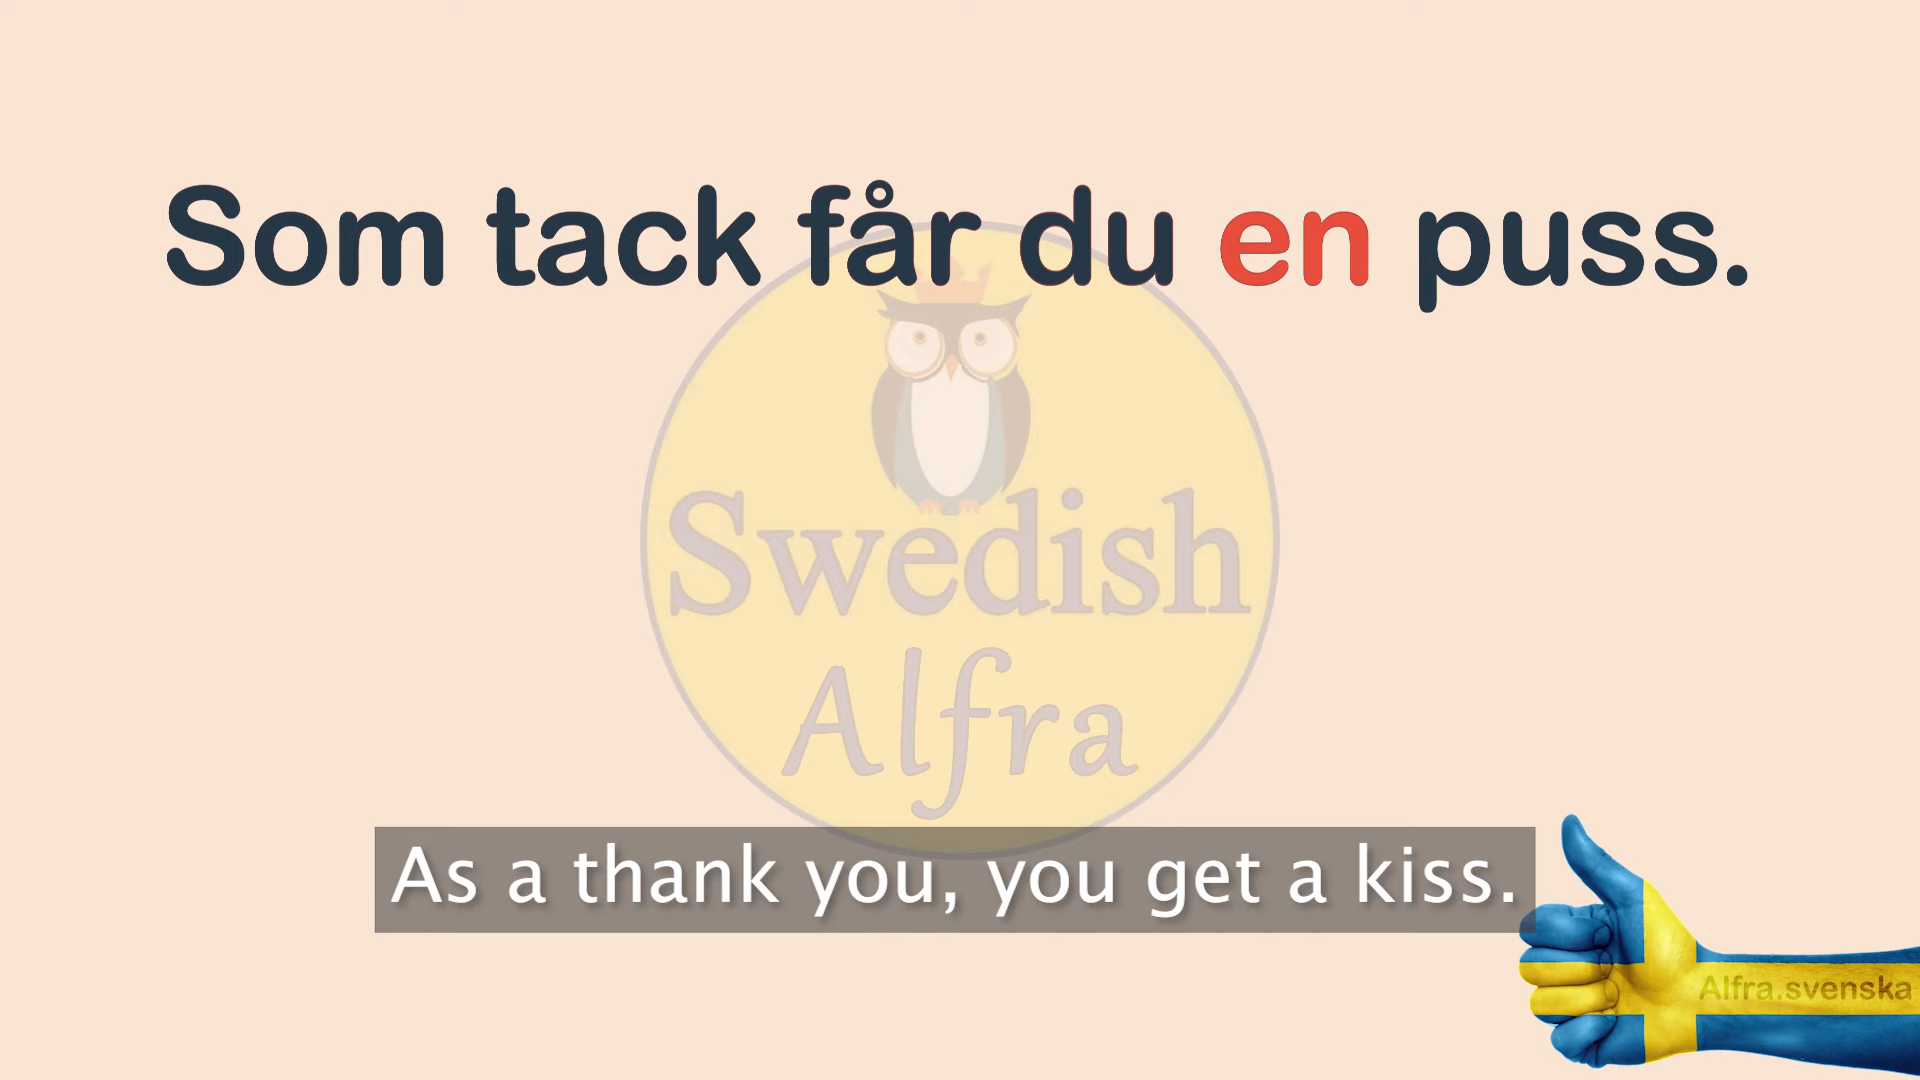 Som tack får du en puss.
Swedish
Alfra
As a thank you, you get a kiss.
Alfra.svenska